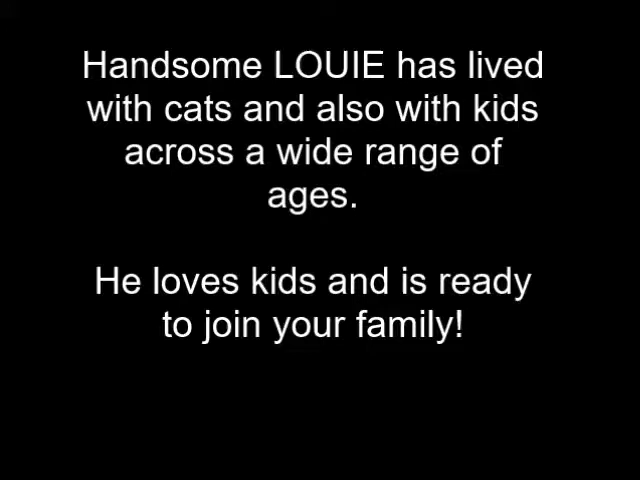 Handsome LOUIE has lived
with cats and also with kids
across a wide range of
ages.
He loves kids and is ready
to join your family!